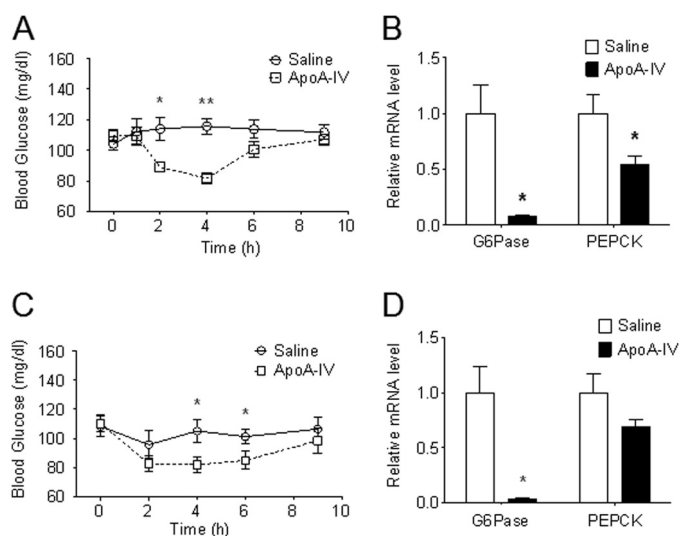 A
Blood Glucose (mg/dl)
160
140
120
100
80
60
Saline
ApoA-IV
*
**
0
2
4
6
8
10
Time (h)
B
Relative mRNA level
1.5
1.0
0.5
0.0
Saline
ApoA-IV
*
*
G6Pase
PEPCK
C
Blood Glucose (mg/dl)
160
140
120
100
80
60
Saline
ApoA-IV
*
*
0
2
4
6
8
10
Time (h)
D
Relative mRNA level
1.5
1.0
0.5
0.0
Saline
ApoA-IV
*
G6Pase
PEPCK